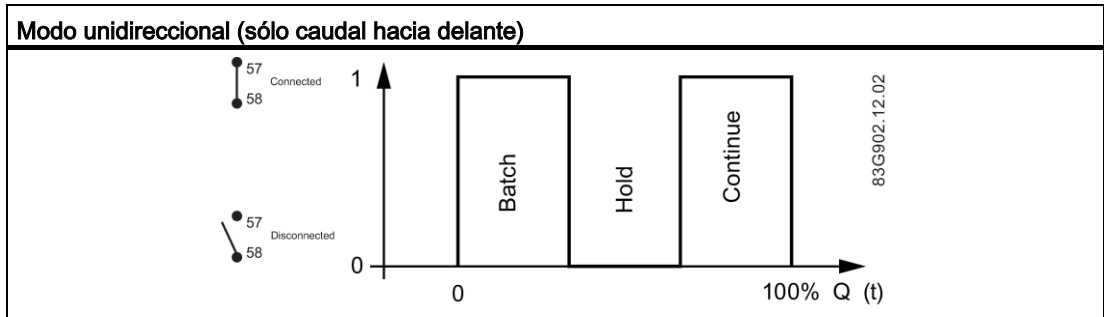 Modo unidireccional (sólo caudal hacia delante)
57
Connected
58
1
Batch
Hold
Continue
83G902.12.02
57
Disconnected
58
0
0
100% Q (t)